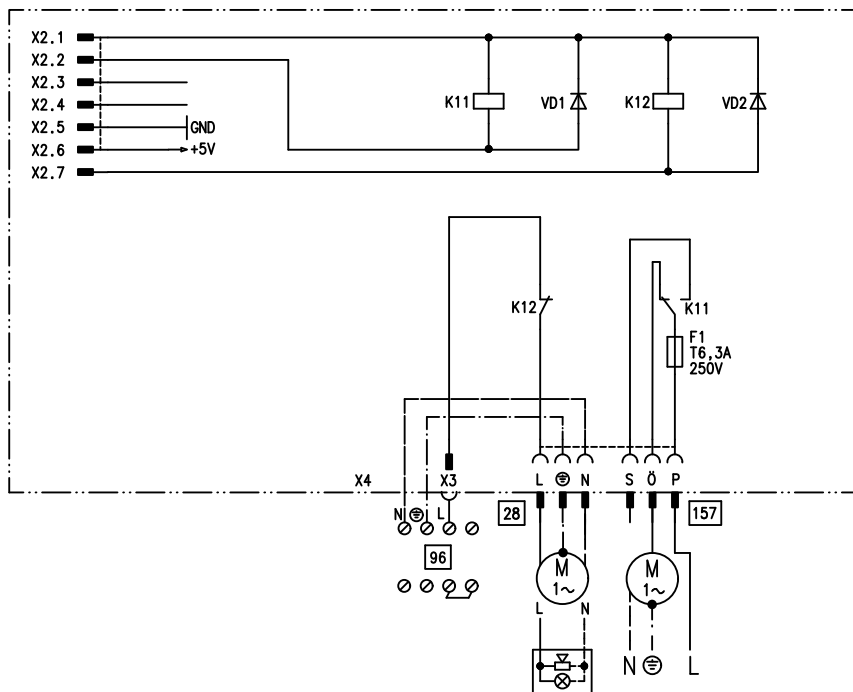 X2.1
X2.2
X2.3
X2.4
X2.5 GND
X2.6 +5V
X2.7
K11 VD1 K12 VD2
K12 K11
F1
T6,3A
250V
X4 X3 L N S Ö P
N L 28 157
96
M
1~
M
1~
L N
N L